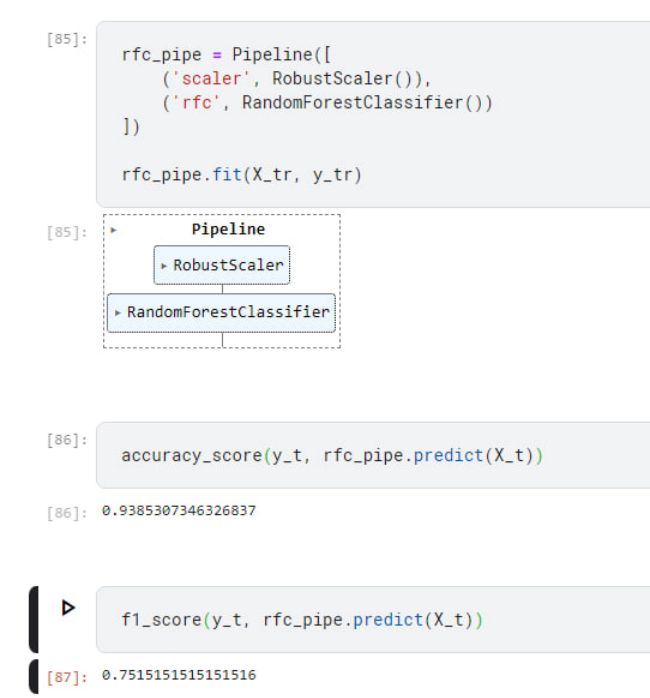 [85]:
rfc_pipe = Pipeline([
    ('scaler', RobustScaler()),
    ('rfc', RandomForestClassifier())
])
rfc_pipe.fit(X_tr, y_tr)
[85]:
Pipeline
RobustScaler
RandomForestClassifier
[86]:
accuracy_score(y_t, rfc_pipe.predict(X_t))
[86]: 0.9385307346326837
f1_score(y_t, rfc_pipe.predict(X_t))
[87]: 0.7515151515151516